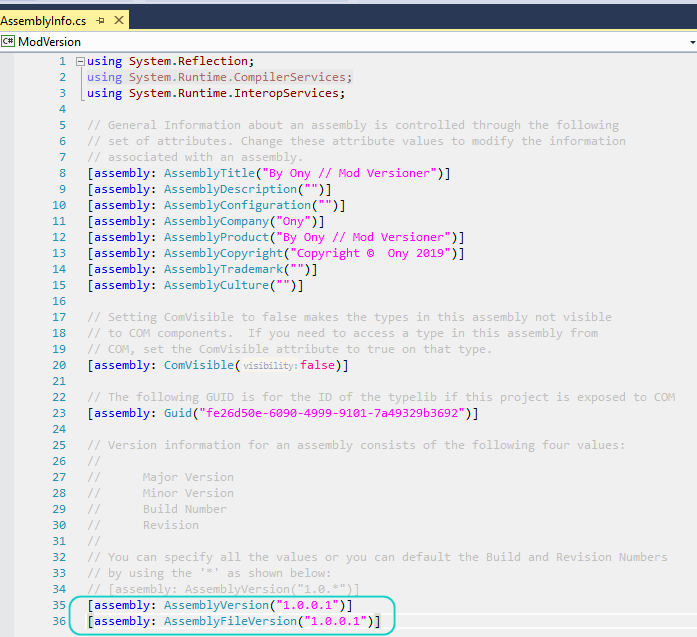 AssemblyInfo.cs
C# ModVersion
1 using System.Reflection;
2 using System.Runtime.CompilerServices;
3 using System.Runtime.InteropServices;
4
5 // General Information about an assembly is controlled through the following
6 // set of attributes. Change these attribute values to modify the information
7 // associated with an assembly.
8 [assembly: AssemblyTitle("By Ony // Mod Versioner")]
9 [assembly: AssemblyDescription("")]
10 [assembly: AssemblyConfiguration("")]
11 [assembly: AssemblyCompany("Ony")]
12 [assembly: AssemblyProduct("By Ony // Mod Versioner")]
13 [assembly: AssemblyCopyright("Copyright ©  Ony 2019")]
14 [assembly: AssemblyTrademark("")]
15 [assembly: AssemblyCulture("")]
16
17 // Setting ComVisible to false makes the types in this assembly not visible
18 // to COM components.  If you need to access a type in this assembly from
19 // COM, set the ComVisible attribute to true on that type.
20 [assembly: ComVisible(visibility:false)]
21
22 // The following GUID is for the ID of the typelib if this project is exposed to COM
23 [assembly: Guid("fe26d50e-6090-4999-9101-7a49329b3692")]
24
25 // Version information for an assembly consists of the following four values:
26 //
27 //      Major Version
28 //      Minor Version
29 //      Build Number
30 //      Revision
31 //
32 // You can specify all the values or you can default the Build and Revision Numbers
33 // by using the '*' as shown below:
34 // [assembly: AssemblyVersion("1.0.*")]
35 [assembly: AssemblyVersion("1.0.0.1")]
36 [assembly: AssemblyFileVersion("1.0.0.1")]